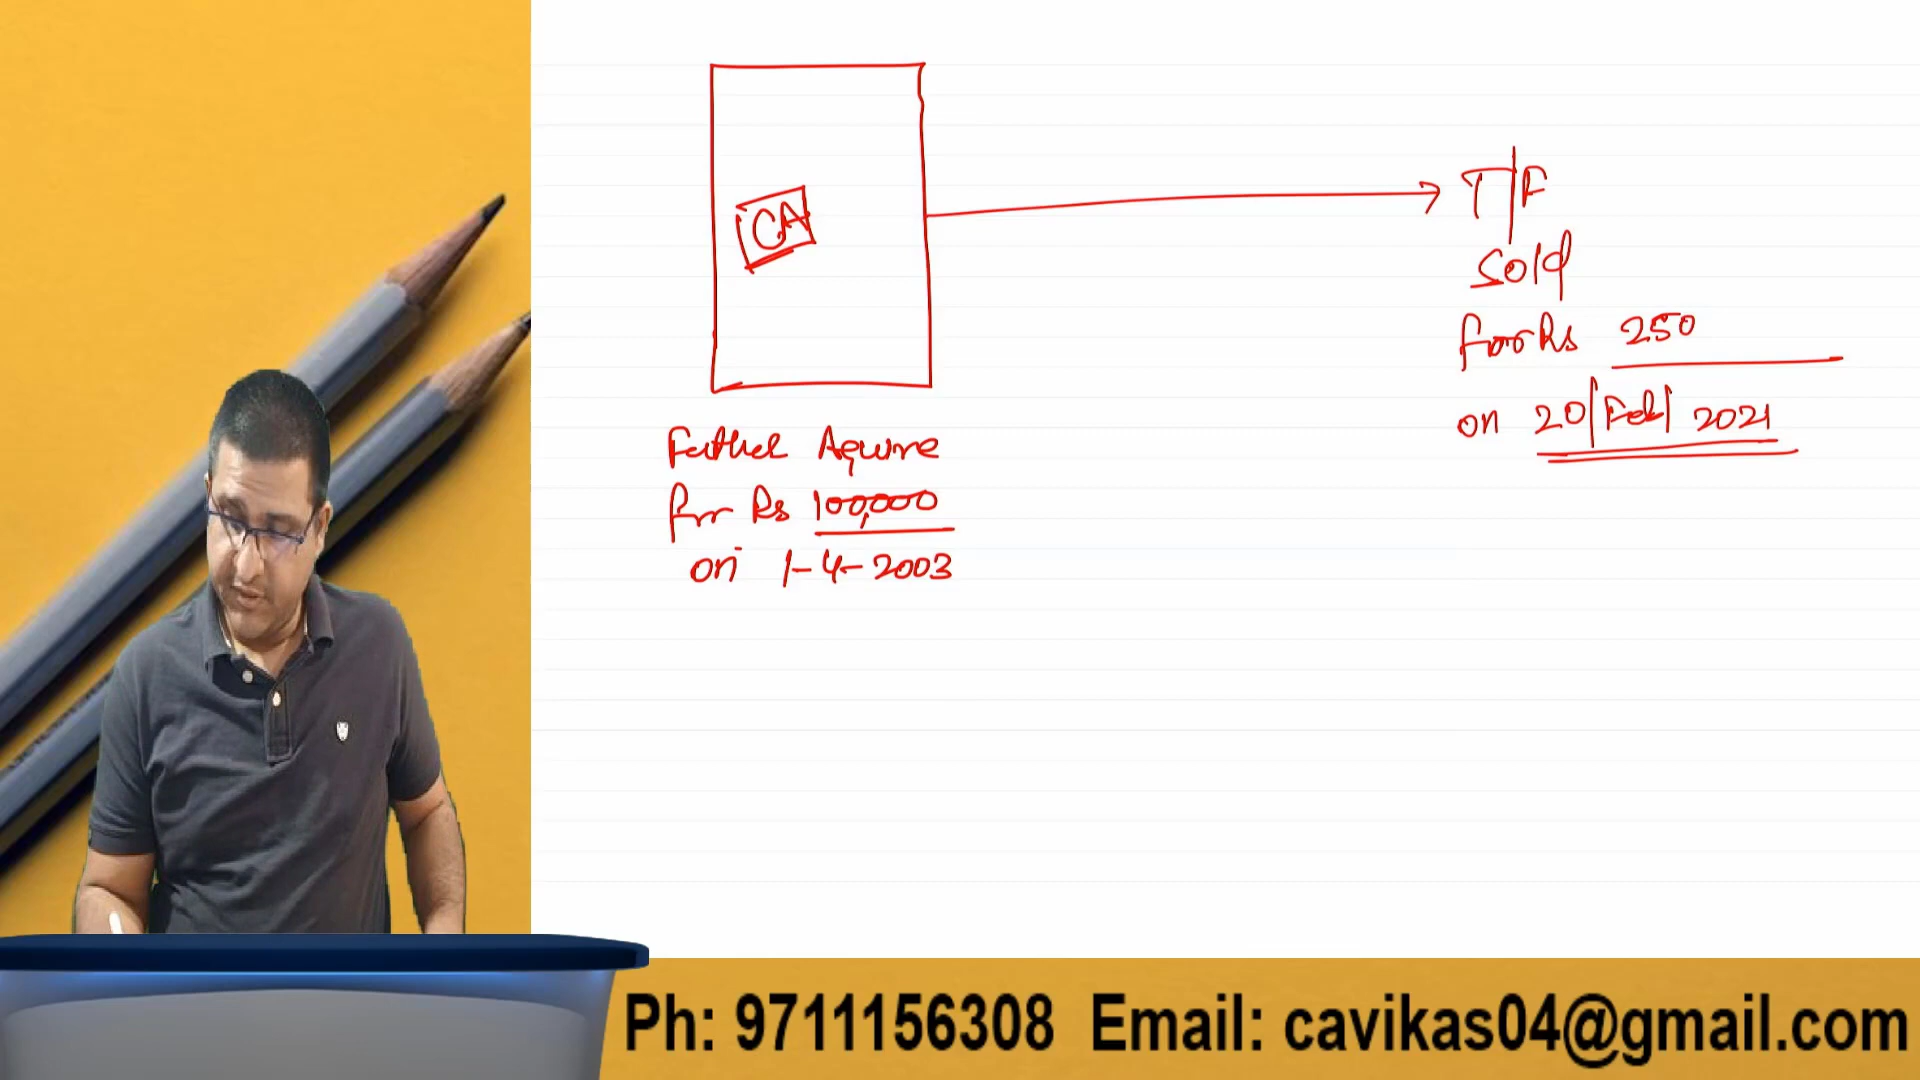 CA
T/F
Sold
for Rs 250
on 20/Feb/2021
Father Aquire
for Rs 100,000
on 1-4-2003
Ph: 9711156308 Email: cavikas04@gmail.com